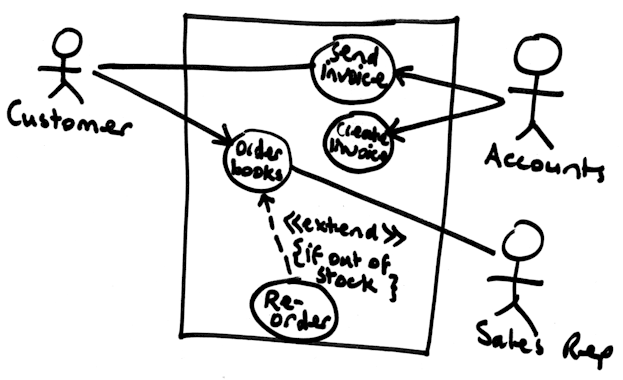 Send
Invoice
Customer
Create
Invoice
Order
books
Accounts
<<extend>>
{if out of
stock }
Re-
Order
Sales Rep